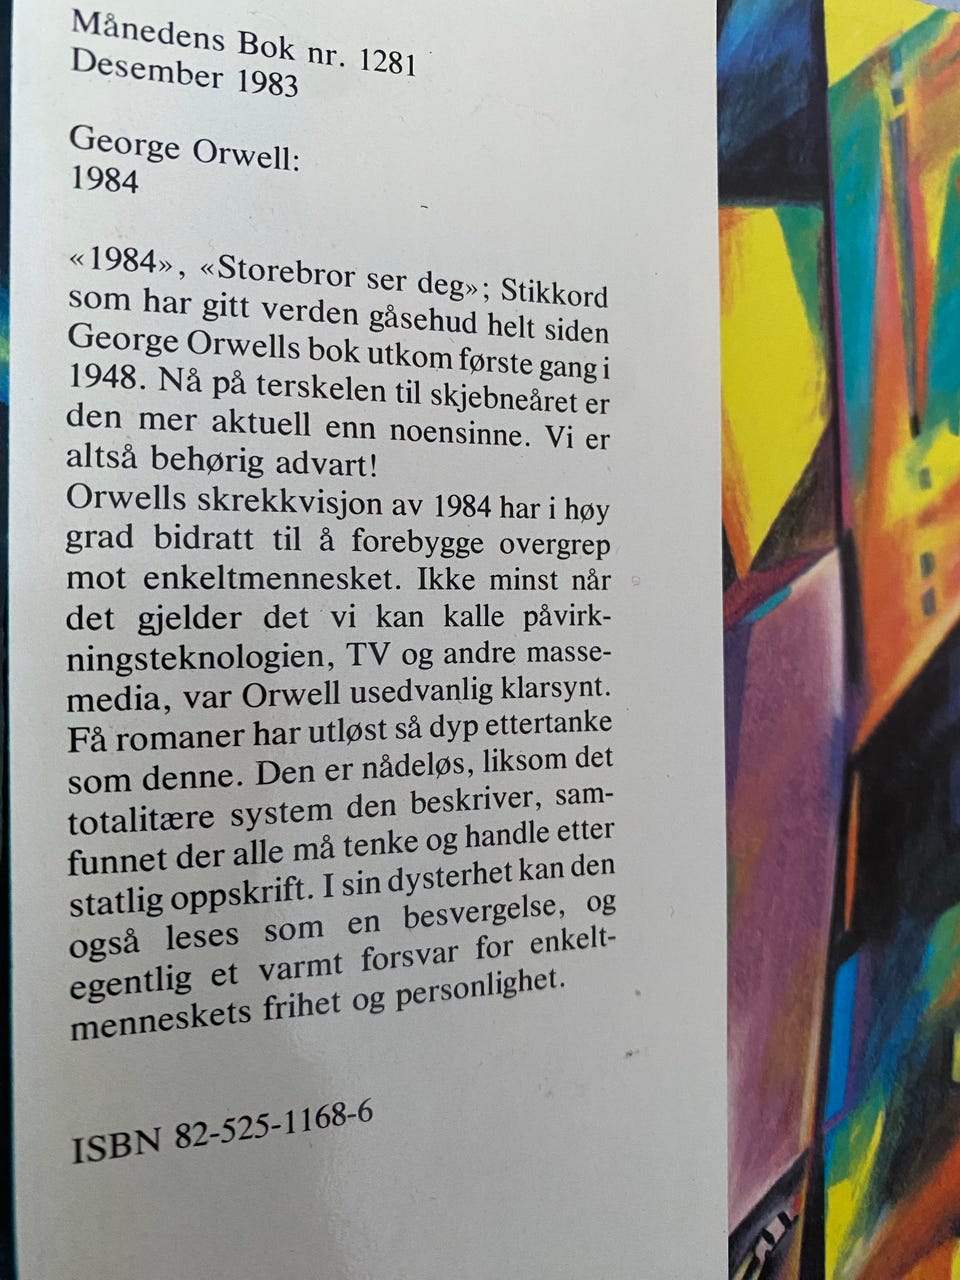 Månedens Bok nr. 1281
Desember 1983
George Orwell:
1984
«1984», «Storebror ser deg»; Stikkord
som har gitt verden gåsehud helt siden
George Orwells bok utkom første gang i
1948. Nå på terskelen til skjebneåret er
den mer aktuell enn noensinne. Vi er
altså behørig advart!
Orwells skrekkvisjon av 1984 har i høy
grad bidratt til å forebygge overgrep
mot enkeltmennesket. Ikke minst når
det gjelder det vi kan kalle påvirk-
ningsteknologien, TV og andre masse-
media, var Orwell usedvanlig klarsynt.
Få romaner har utløst så dyp ettertanke
som denne. Den er nådeløs, liksom det
totalitære system den beskriver, sam-
funnet der alle må tenke og handle etter
statlig oppskrift. I sin dysterhet kan den
også leses som en besvergelse, og
egentlig et varmt forsvar for enkelt-
menneskets frihet og personlighet.
ISBN 82-525-1168-6